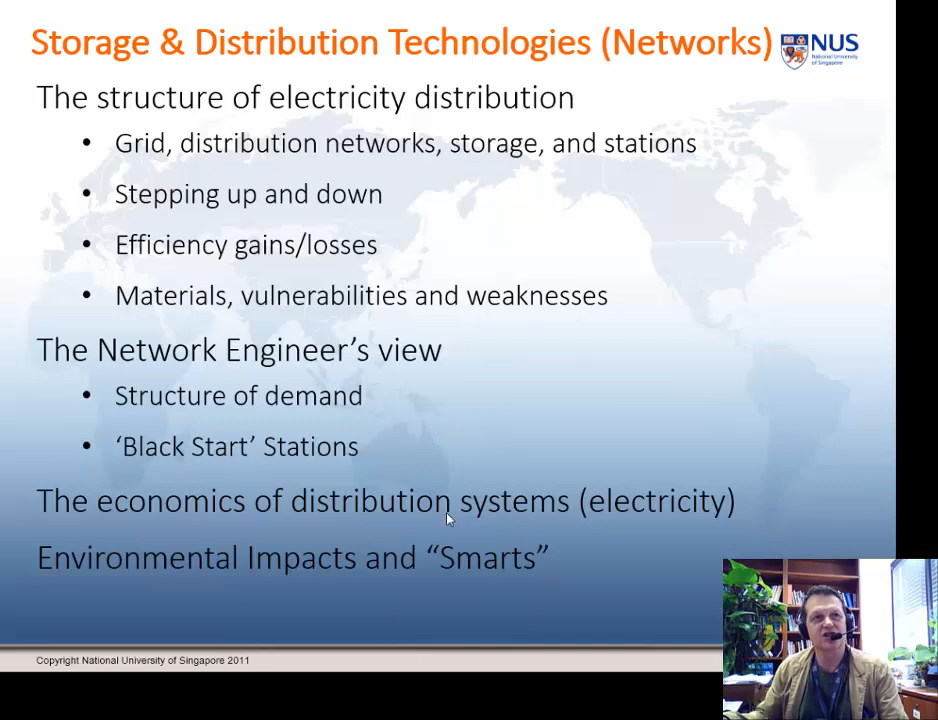 Storage & Distribution Technologies (Networks)
NUS
National University
of Singapore
The structure of electricity distribution
• Grid, distribution networks, storage, and stations
• Stepping up and down
• Efficiency gains/losses
• Materials, vulnerabilities and weaknesses
The Network Engineer’s view
• Structure of demand
• ‘Black Start’ Stations
The economics of distribution systems (electricity)
Environmental Impacts and “Smarts”
Copyright National University of Singapore 2011